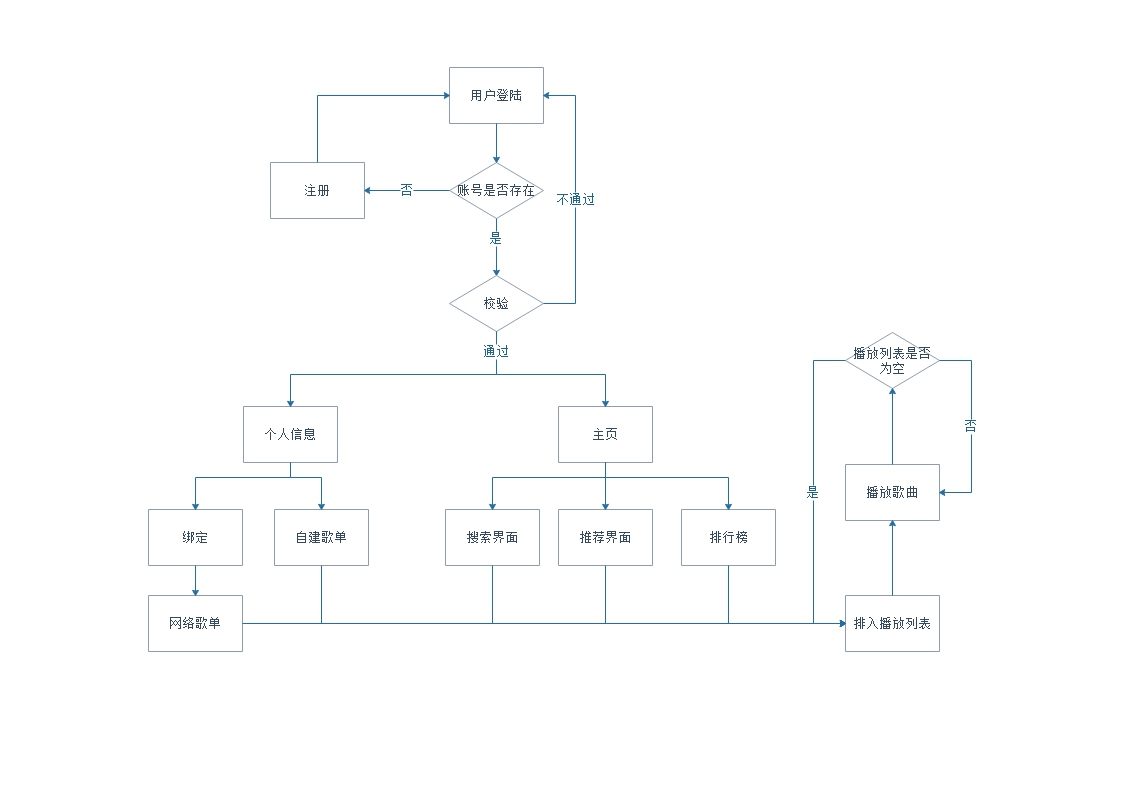 用户登陆
注册
否
账号是否存在
不通过
是
校验
通过
播放列表是否
为空
个人信息
主页
否
播放歌曲
是
绑定
自建歌单
搜索界面
推荐界面
排行榜
网络歌单
排入播放列表